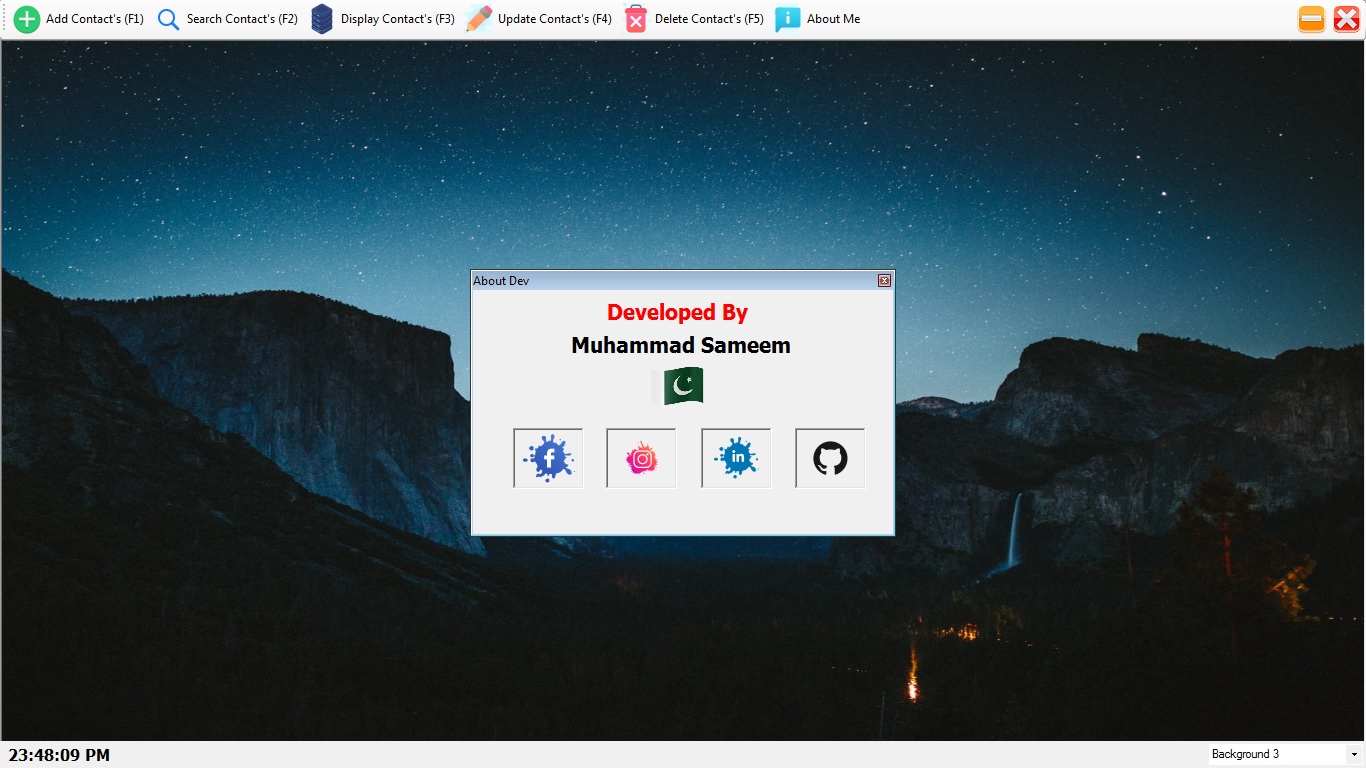 Add Contact's (F1) Search Contact's (F2) Display Contact's (F3) Update Contact's (F4) Delete Contact's (F5) About Me
About Dev
Developed By
Muhammad Sameem
f in
23:48:09 PM Background 3